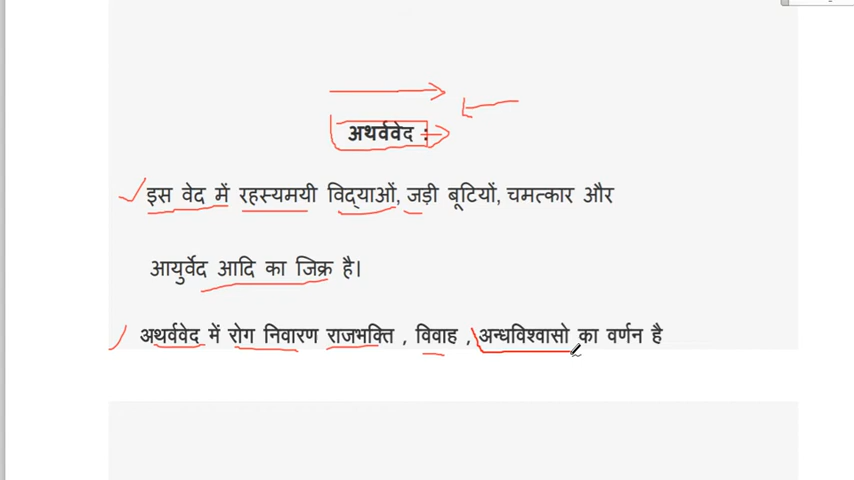 अथर्ववेद :
इस वेद में रहस्यमयी विद्याओं, जड़ी बूटियों, चमत्कार और
आयुर्वेद आदि का जिक्र है।
अथर्ववेद में रोग निवारण राजभक्ति , विवाह , अन्धविश्वासो का वर्णन है